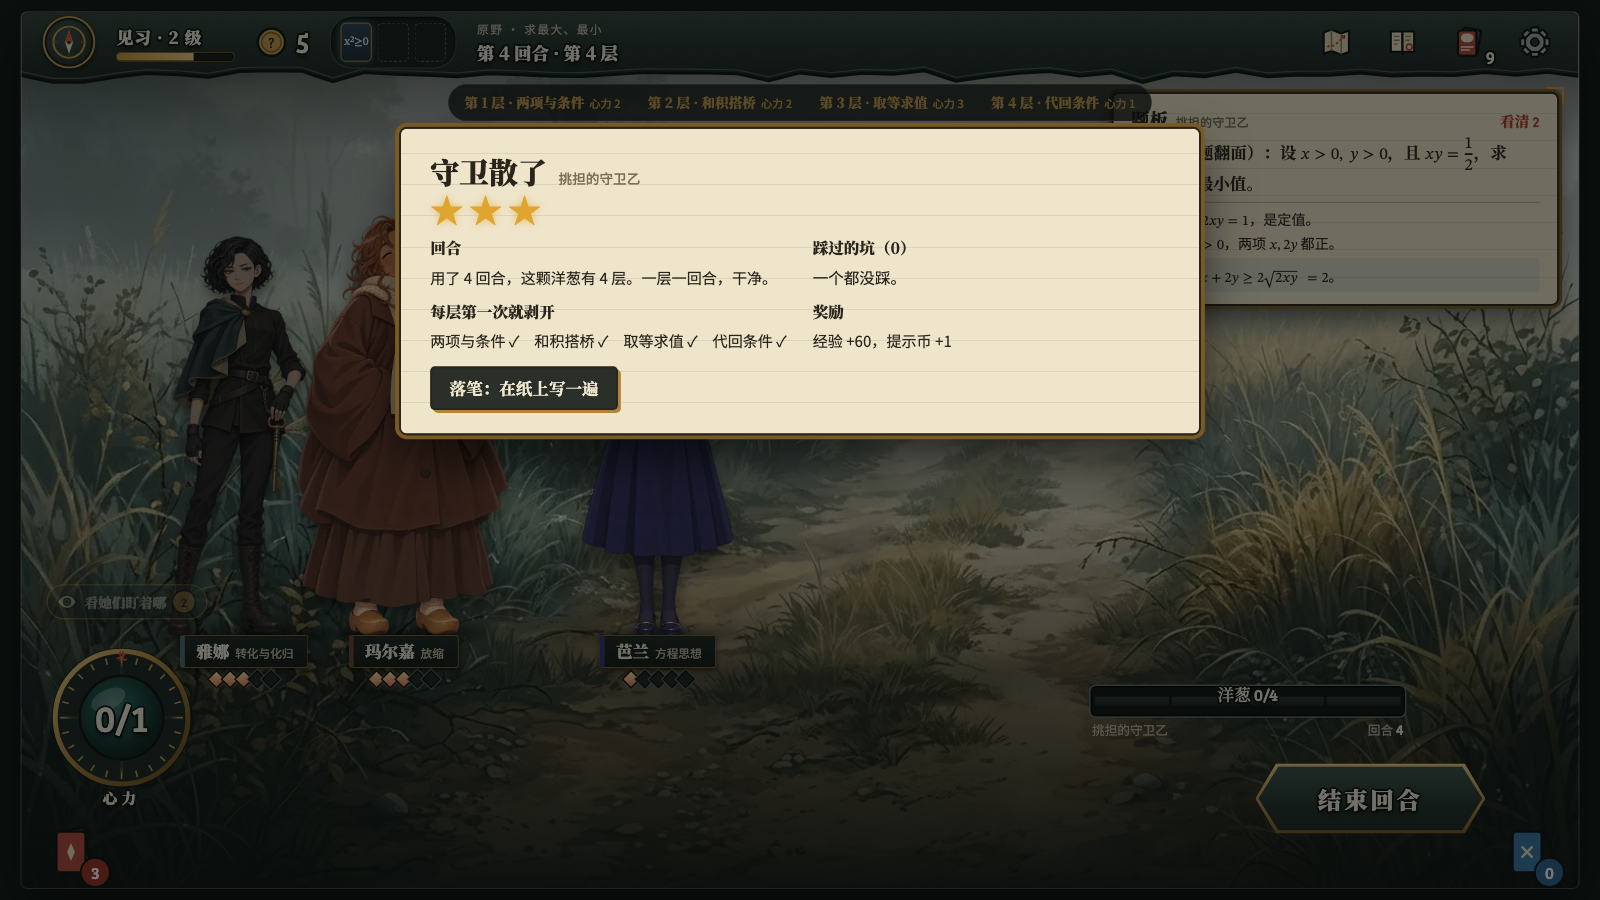 见习 · 2 级
? 5
x²≥0
原野 · 求最大、最小
第 4 回合 · 第 4 层
9
第 1 层 · 两项与条件 心力 2 第 2 层 · 和积搭桥 心力 2 第 3 层 · 取等求值 心力 3 第 4 层 · 代回条件 心力 1
题板 挑担的守卫乙 看清 2
题翻面）：设 x > 0, y > 0，且 xy = 1/2，求
最小值。
2xy = 1，是定值。
> 0，两项 x, 2y 都正。
x + 2y ≥ 2√2xy = 2。
守卫散了 挑担的守卫乙
回合
用了 4 回合，这颗洋葱有 4 层。一层一回合，干净。
踩过的坑（0）
一个都没踩。
每层第一次就剥开
两项与条件 ✓ 和积搭桥 ✓ 取等求值 ✓ 代回条件 ✓
奖励
经验 +60，提示币 +1
落笔：在纸上写一遍
看她们盯着哪 2
雅娜 转化与化归
玛尔嘉 放缩
芭兰 方程思想
0/1
心力
3
洋葱 0/4
挑担的守卫乙 回合 4
结束回合
0